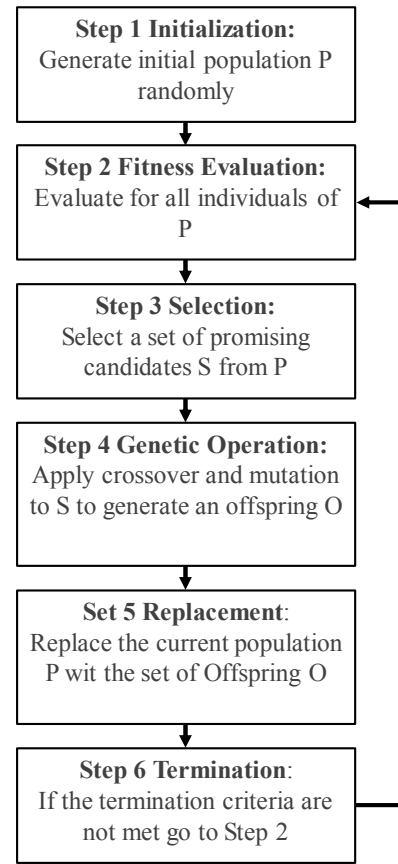 Step 1 Initialization:
Generate initial population P
randomly
Step 2 Fitness Evaluation:
Evaluate for all individuals of
P
Step 3 Selection:
Select a set of promising
candidates S from P
Step 4 Genetic Operation:
Apply crossover and mutation
to S to generate an offspring O
Set 5 Replacement:
Replace the current population
P wit the set of Offspring O
Step 6 Termination:
If the termination criteria are
not met go to Step 2